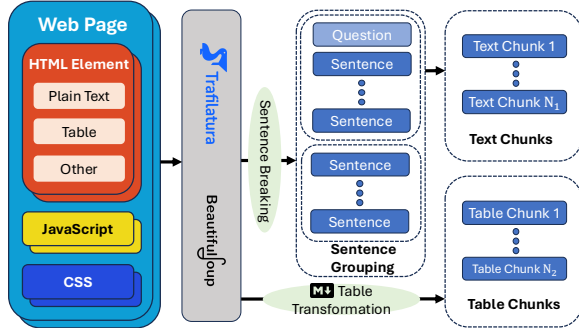 Web Page
HTML Element
Plain Text
Table
Other
JavaScript
CSS
Trafilatura
BeautifulSoup
Sentence Breaking
Question
Sentence
Sentence
Sentence
Sentence
Sentence
Grouping
M↓ Table
Transformation
Text Chunk 1
Text Chunk N₁
Text Chunks
Table Chunk 1
Table Chunk N₂
Table Chunks